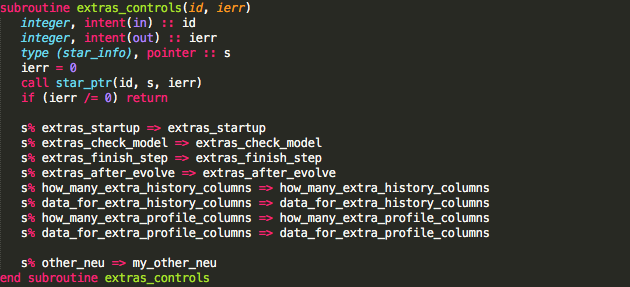 subroutine extras_controls(id, ierr)
integer, intent(in) :: id
integer, intent(out) :: ierr
type (star_info), pointer :: s
ierr = 0
call star_ptr(id, s, ierr)
if (ierr /= 0) return
s% extras_startup => extras_startup
s% extras_check_model => extras_check_model
s% extras_finish_step => extras_finish_step
s% extras_after_evolve => extras_after_evolve
s% how_many_extra_history_columns => how_many_extra_history_columns
s% data_for_extra_history_columns => data_for_extra_history_columns
s% how_many_extra_profile_columns => how_many_extra_profile_columns
s% data_for_extra_profile_columns => data_for_extra_profile_columns
s% other_neu => my_other_neu
end subroutine extras_controls